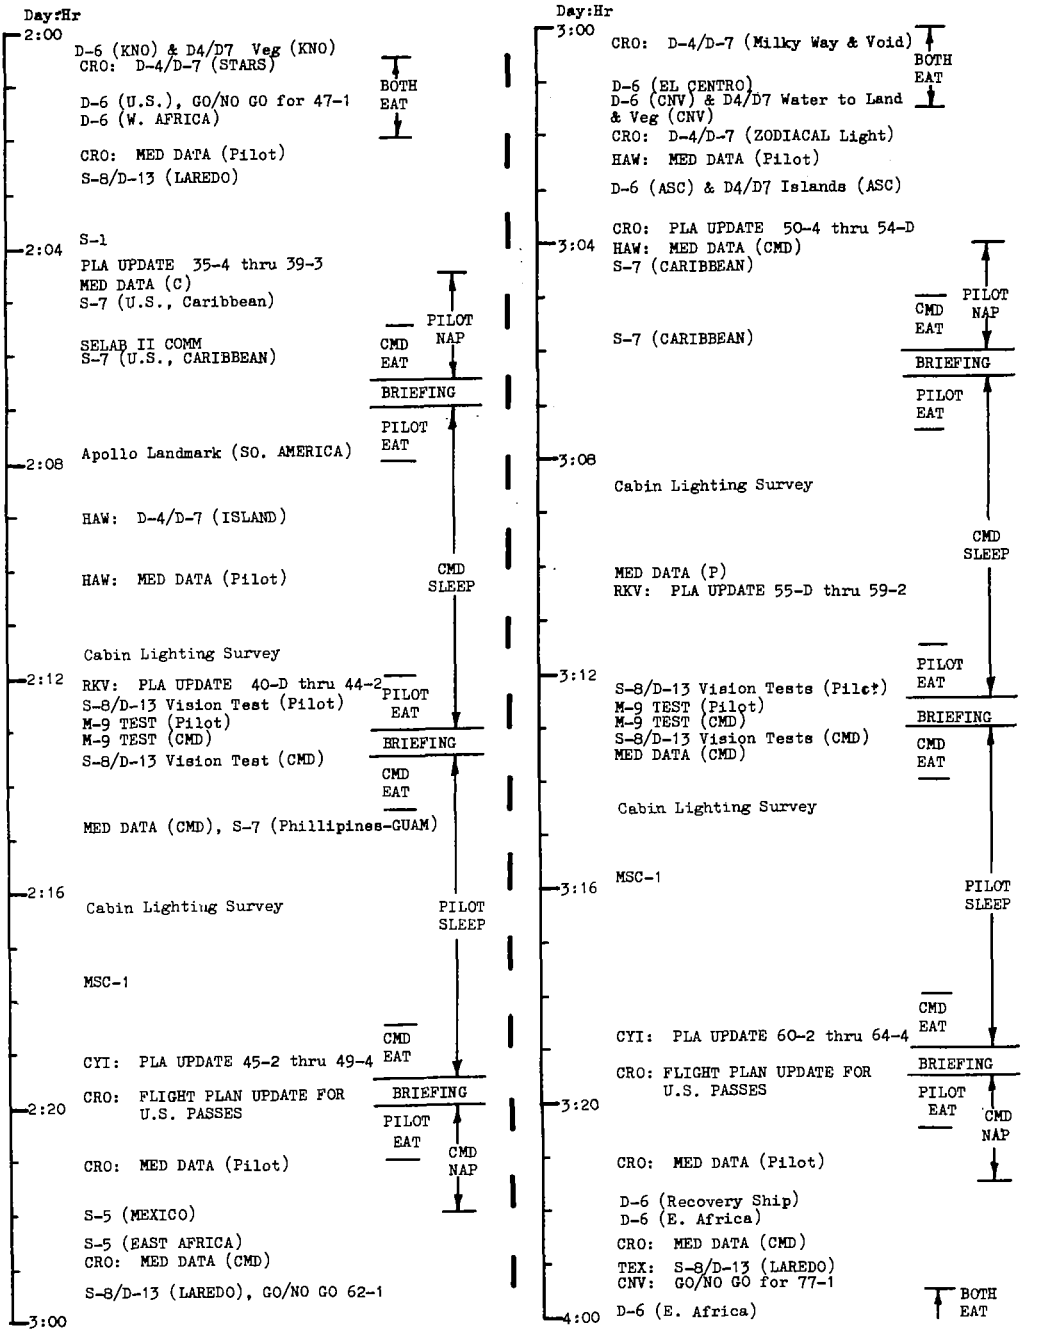 Day:Hr
2:00
D-6 (KNO) & D4/D7 Veg (KNO)
CRO: D-4/D-7 (STARS)
BOTH
EAT
D-6 (U.S.), GO/NO GO for 47-1
D-6 (W. AFRICA)
CRO: MED DATA (Pilot)
S-8/D-13 (LAREDO)
S-1
2:04
PLA UPDATE 35-4 thru 39-3
MED DATA (C)
S-7 (U.S., Caribbean)
PILOT
NAP
SELAB II COMM
S-7 (U.S., CARIBBEAN)
CMD
EAT
BRIEFING
PILOT
EAT
Apollo Landmark (SO. AMERICA)
2:08
HAW: D-4/D-7 (ISLAND)
CMD
SLEEP
HAW: MED DATA (Pilot)
Cabin Lighting Survey
2:12
RKV: PLA UPDATE 40-D thru 44-2
S-8/D-13 Vision Test (Pilot)
PILOT
EAT
M-9 TEST (Pilot)
M-9 TEST (CMD)
BRIEFING
S-8/D-13 Vision Test (CMD)
CMD
EAT
MED DATA (CMD), S-7 (Phillipines-GUAM)
2:16
Cabin Lighting Survey
PILOT
SLEEP
MSC-1
CMD
EAT
CYI: PLA UPDATE 45-2 thru 49-4
BRIEFING
CRO: FLIGHT PLAN UPDATE FOR
U.S. PASSES
2:20
PILOT
EAT
CMD
NAP
CRO: MED DATA (Pilot)
S-5 (MEXICO)
S-5 (EAST AFRICA)
CRO: MED DATA (CMD)
S-8/D-13 (LAREDO), GO/NO GO 62-1
3:00
Day:Hr
3:00
CRO: D-4/D-7 (Milky Way & Void)
BOTH
EAT
D-6 (EL CENTRO)
D-6 (CNV) & D4/D7 Water to Land
& Veg (CNV)
CRO: D-4/D-7 (ZODIACAL Light)
HAW: MED DATA (Pilot)
D-6 (ASC) & D4/D7 Islands (ASC)
CRO: PLA UPDATE 50-4 thru 54-D
3:04
HAW: MED DATA (CMD)
S-7 (CARIBBEAN)
PILOT
NAP
CMD
EAT
S-7 (CARIBBEAN)
BRIEFING
PILOT
EAT
3:08
Cabin Lighting Survey
CMD
SLEEP
MED DATA (P)
RKV: PLA UPDATE 55-D thru 59-2
PILOT
EAT
3:12
S-8/D-13 Vision Tests (Pilot)
M-9 TEST (Pilot)
M-9 TEST (CMD)
BRIEFING
S-8/D-13 Vision Tests (CMD)
MED DATA (CMD)
CMD
EAT
Cabin Lighting Survey
MSC-1
3:16
PILOT
SLEEP
CMD
EAT
CYI: PLA UPDATE 60-2 thru 64-4
BRIEFING
CRO: FLIGHT PLAN UPDATE FOR
U.S. PASSES
3:20
PILOT
EAT
CMD
NAP
CRO: MED DATA (Pilot)
D-6 (Recovery Ship)
D-6 (E. Africa)
CRO: MED DATA (CMD)
TEX: S-8/D-13 (LAREDO)
CNV: GO/NO GO for 77-1
BOTH
EAT
4:00
D-6 (E. Africa)